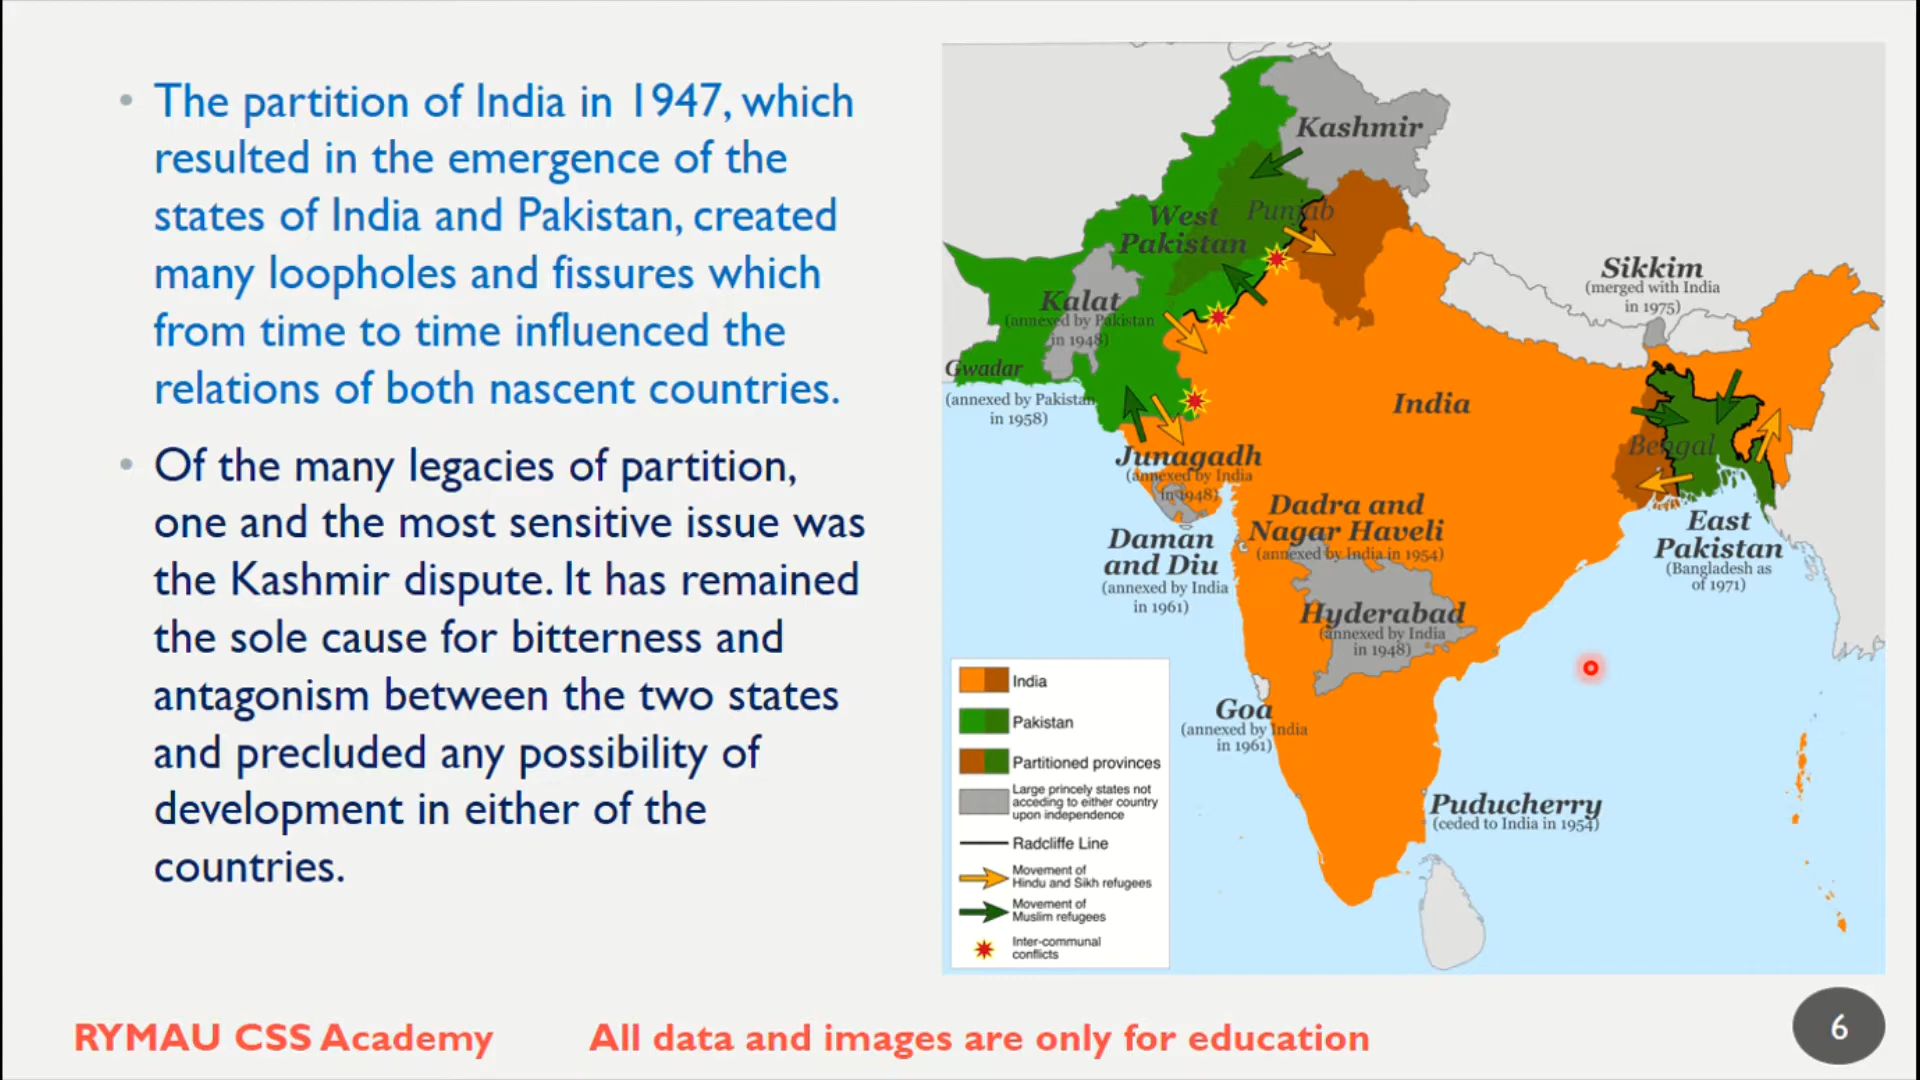 The partition of India in 1947, which
resulted in the emergence of the
states of India and Pakistan, created
many loopholes and fissures which
from time to time influenced the
relations of both nascent countries.
Of the many legacies of partition,
one and the most sensitive issue was
the Kashmir dispute. It has remained
the sole cause for bitterness and
antagonism between the two states
and precluded any possibility of
development in either of the
countries.
Kashmir
Punjab
West
Pakistan
Sikkim
(merged with India
in 1975)
Kalat
(annexed by Pakistan
in 1948)
Gwadar
(annexed by Pakistan
in 1958)
India
Bengal
Junagadh
(annexed by India
in 1948)
Dadra and
Nagar Haveli
(annexed by India in 1954)
East
Pakistan
(Bangladesh as
of 1971)
Daman
and Diu
(annexed by India
in 1961)
Hyderabad
(annexed by India
in 1948)
Goa
(annexed by India
in 1961)
Puducherry
(ceded to India in 1954)
India
Pakistan
Partitioned provinces
Large princely states not
acceding to either country
upon independence
Radcliffe Line
Movement of
Hindu and Sikh refugees
Movement of
Muslim refugees
Inter-communal
conflicts
RYMAU CSS Academy
All data and images are only for education
6